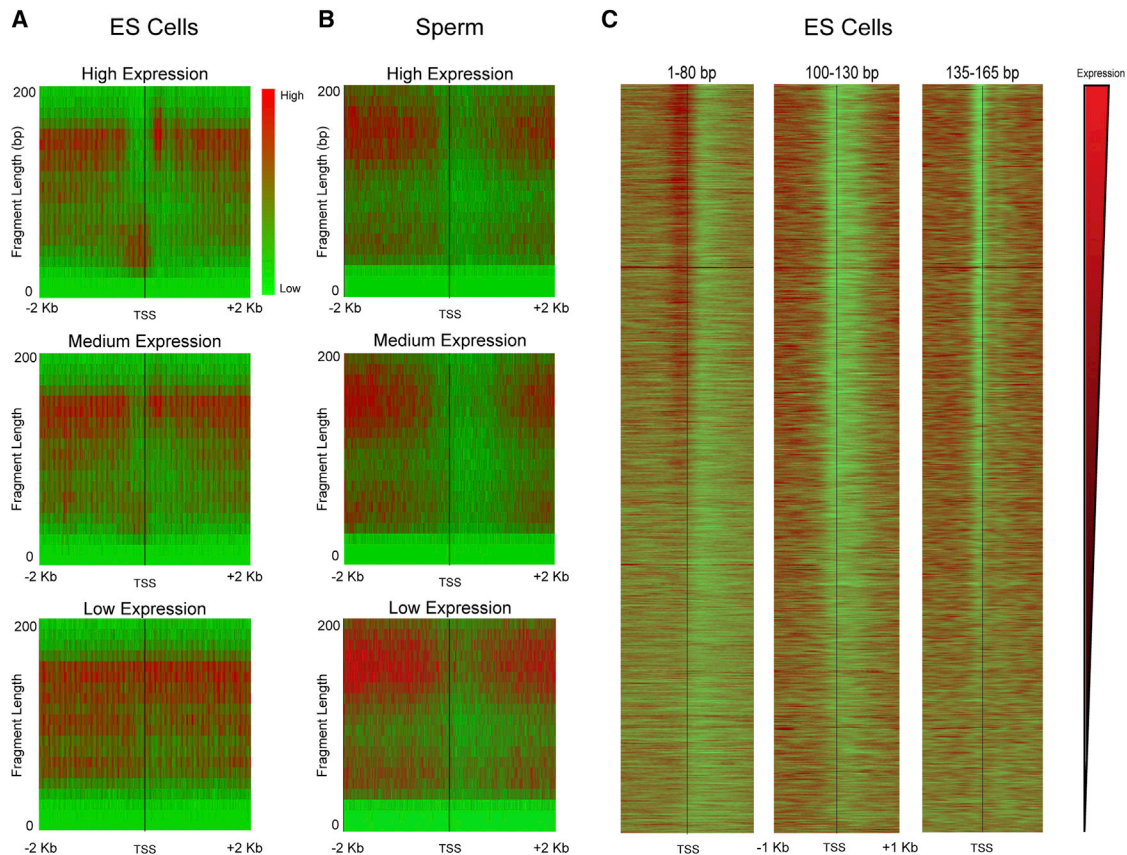 A ES Cells
High Expression
200
Fragment Length (bp)
0
-2 Kb TSS +2 Kb
High
Low
Medium Expression
200
Fragment Length
0
-2 Kb TSS +2 Kb
Low Expression
200
Fragment Length
0
-2 Kb TSS +2 Kb
B Sperm
High Expression
200
Fragment Length (bp)
0
-2 Kb TSS +2 Kb
Medium Expression
200
Fragment Length
0
-2 Kb TSS +2 Kb
Low Expression
200
Fragment Length
0
-2 Kb TSS +2 Kb
C ES Cells
1-80 bp 100-130 bp 135-165 bp
Expression
TSS -1 Kb TSS +1 Kb TSS